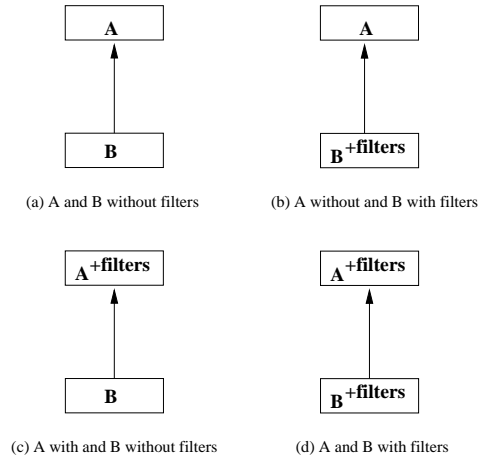 A
A
B
B+filters
(a) A and B without filters
(b) A without and B with filters
A+filters
A+filters
B
B+filters
(c) A with and B without filters
(d) A and B with filters